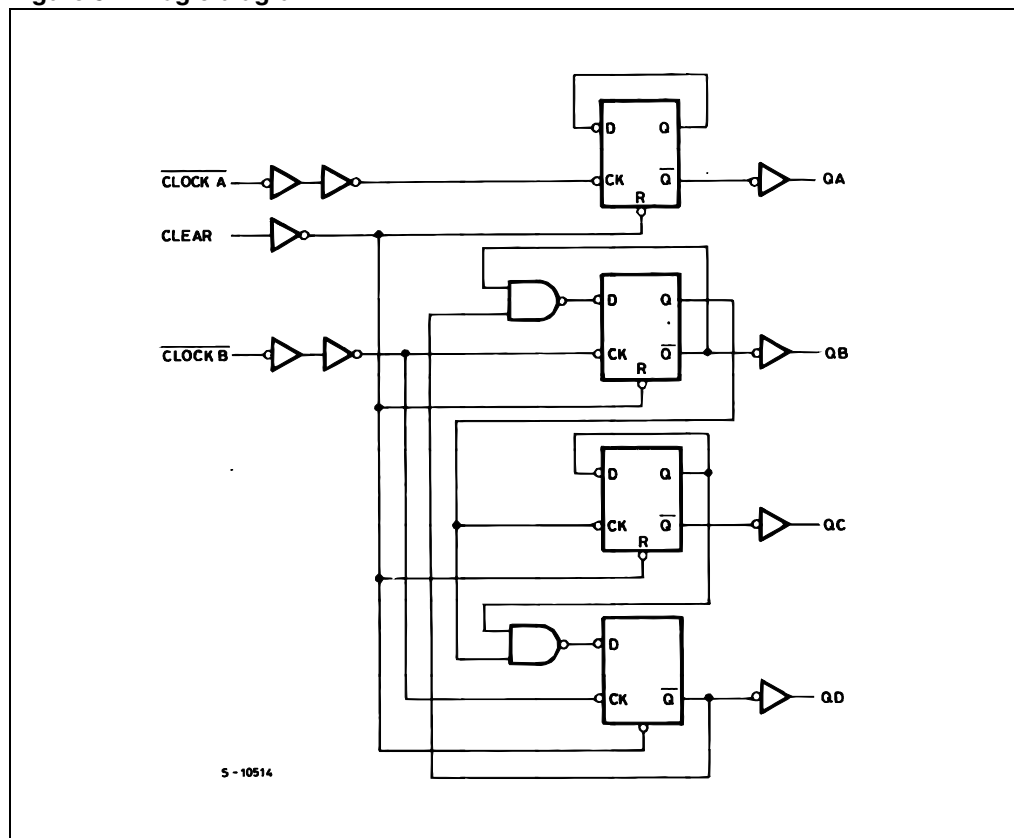 D Q
CLOCK A CK Q̅ QA
R
CLEAR
D Q
CLOCK B CK Q̅ QB
R
D Q
CK Q̅ QC
R
D
CK Q̅ QD
S - 10514